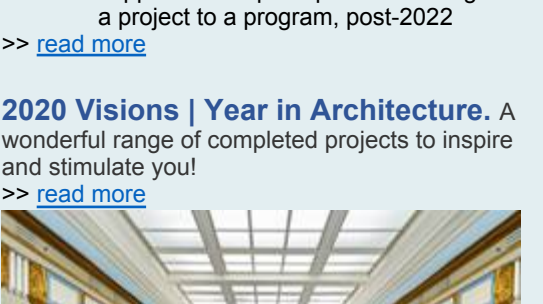 a project to a program, post-2022
>> read more
2020 Visions | Year in Architecture. A
wonderful range of completed projects to inspire
and stimulate you!
>> read more